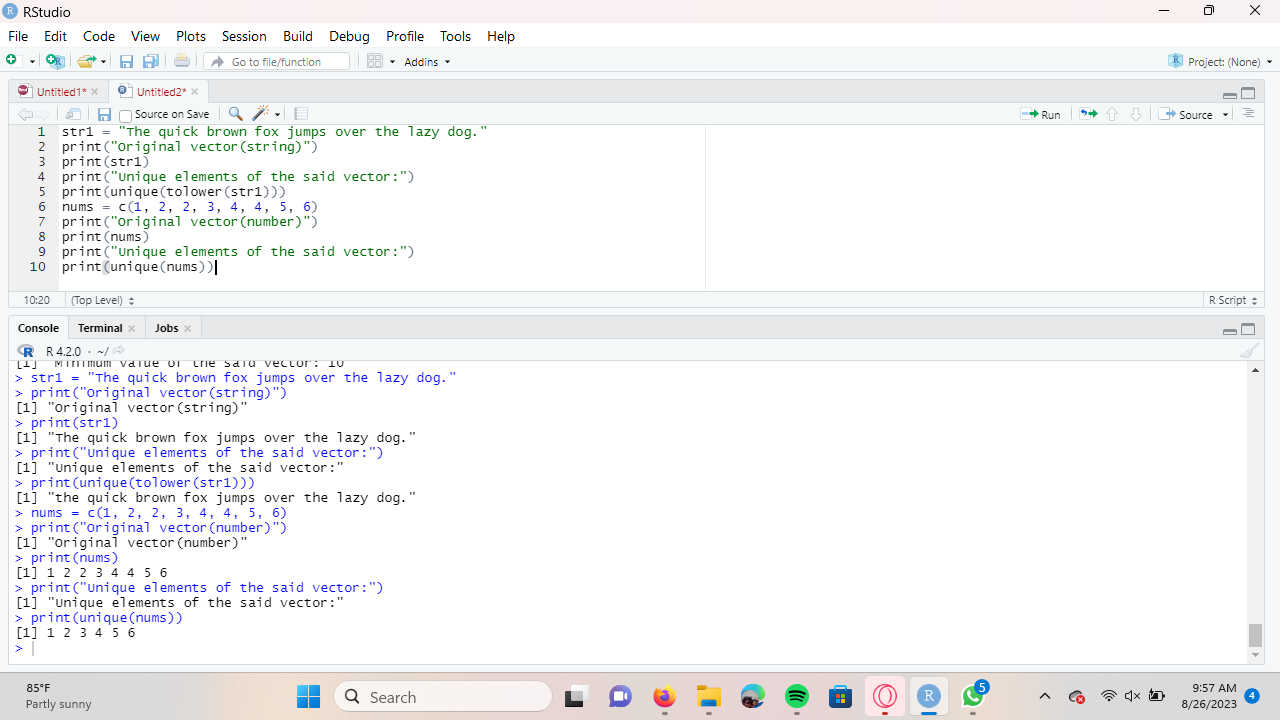 RStudio
File Edit Code View Plots Session Build Debug Profile Tools Help
Go to file/function Addins Project: (None)
Untitled1* Untitled2*
Source on Save Run Source
1 str1 = "The quick brown fox jumps over the lazy dog."
2 print("Original vector(string)")
3 print(str1)
4 print("Unique elements of the said vector:")
5 print(unique(tolower(str1)))
6 nums = c(1, 2, 2, 3, 4, 4, 5, 6)
7 print("Original vector(number)")
8 print(nums)
9 print("Unique elements of the said vector:")
10 print(unique(nums))
10:20 (Top Level) R Script
Console Terminal Jobs
R 4.2.0 · ~/
[1] "Minimum value of the said vector: 10"
> str1 = "The quick brown fox jumps over the lazy dog."
> print("Original vector(string)")
[1] "Original vector(string)"
> print(str1)
[1] "The quick brown fox jumps over the lazy dog."
> print("Unique elements of the said vector:")
[1] "Unique elements of the said vector:"
> print(unique(tolower(str1)))
[1] "the quick brown fox jumps over the lazy dog."
> nums = c(1, 2, 2, 3, 4, 4, 5, 6)
> print("Original vector(number)")
[1] "Original vector(number)"
> print(nums)
[1] 1 2 2 3 4 4 5 6
> print("Unique elements of the said vector:")
[1] "Unique elements of the said vector:"
> print(unique(nums))
[1] 1 2 3 4 5 6
>
85°F
Partly sunny
Search
5
9:57 AM
8/26/2023
4